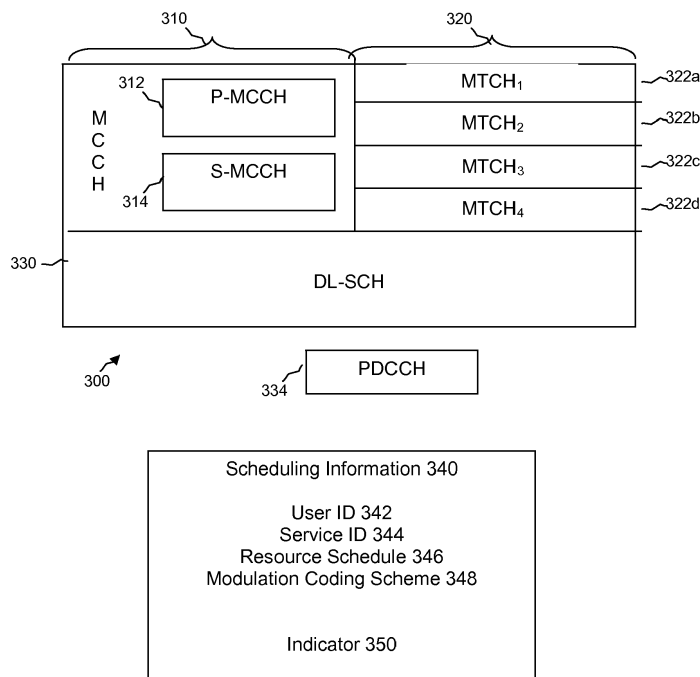 310
320
312
P-MCCH
MTCH₁
322a
MCCH
MTCH₂
322b
S-MCCH
MTCH₃
322c
314
MTCH₄
322d
330
DL-SCH
300
334
PDCCH
Scheduling Information 340
User ID 342
Service ID 344
Resource Schedule 346
Modulation Coding Scheme 348
Indicator 350